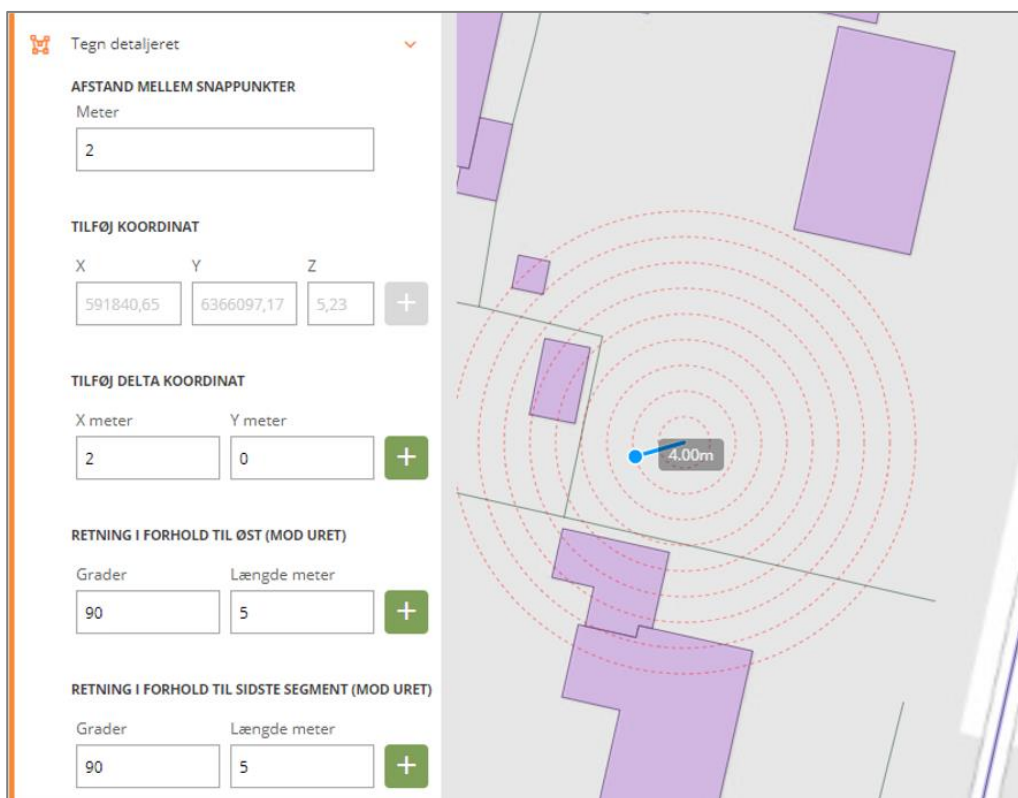 Tegn detaljeret
AFSTAND MELLEM SNAPPUNKTER
Meter
2
TILFØJ KOORDINAT
X Y Z
591840,65 6366097,17 5,23 +
TILFØJ DELTA KOORDINAT
X meter Y meter
2 0 +
RETNING I FORHOLD TIL ØST (MOD URET)
Grader Længde meter
90 5 +
RETNING I FORHOLD TIL SIDSTE SEGMENT (MOD URET)
Grader Længde meter
90 5 +
4.00m